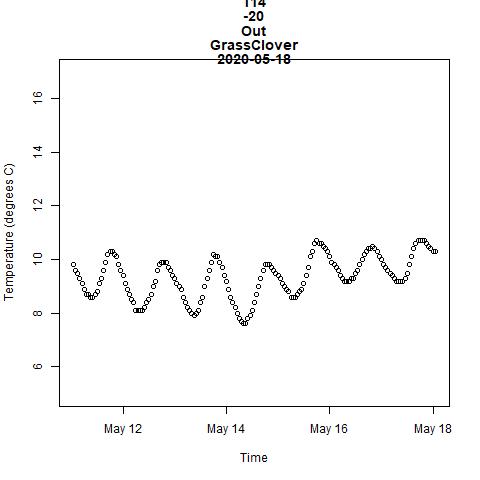 -20
Out
GrassClover
2020-05-18
Temperature (degrees C)
16
14
12
10
8
6
May 12
May 14
May 16
May 18
Time